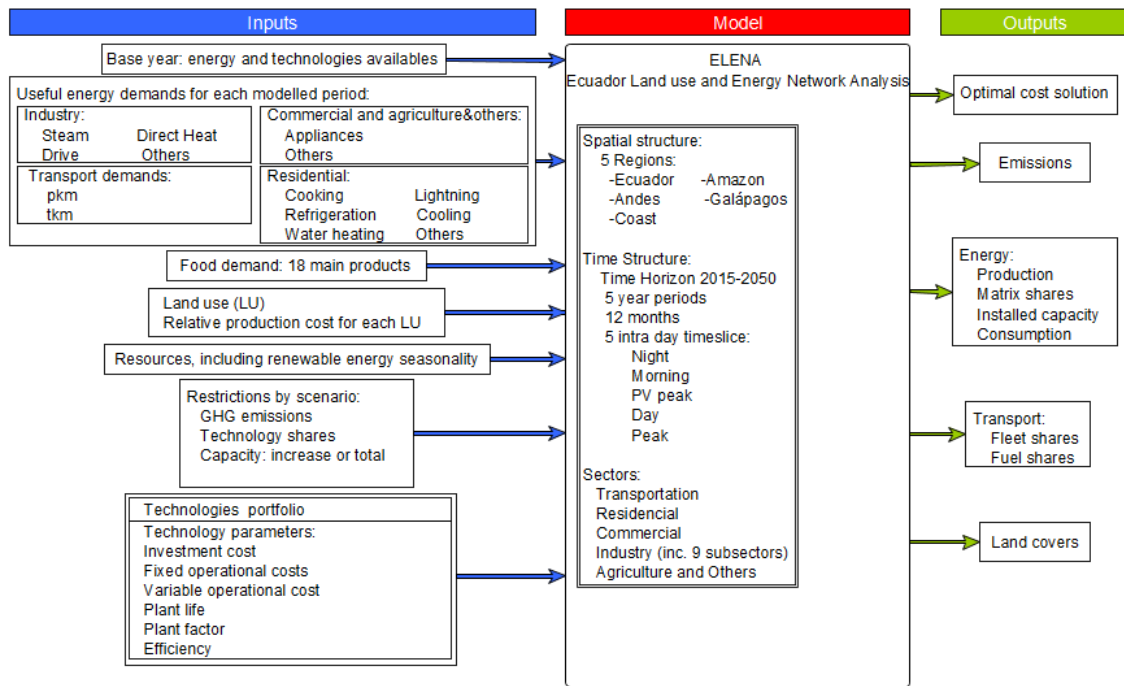 Inputs
Model
Outputs
Base year: energy and technologies availables
Useful energy demands for each modelled period:
Industry:
Steam Direct Heat
Drive Others
Commercial and agriculture&others:
Appliances
Others
Transport demands:
pkm
tkm
Residential:
Cooking Lightning
Refrigeration Cooling
Water heating Others
Food demand: 18 main products
Land use (LU)
Relative production cost for each LU
Resources, including renewable energy seasonality
Restrictions by scenario:
GHG emissions
Technology shares
Capacity: increase or total
Technologies portfolio
Technology parameters:
Investment cost
Fixed operational costs
Variable operational cost
Plant life
Plant factor
Efficiency
ELENA
Ecuador Land use and Energy Network Analysis
Spatial structure:
5 Regions:
-Ecuador -Amazon
-Andes -Galápagos
-Coast
Time Structure:
Time Horizon 2015-2050
5 year periods
12 months
5 intra day timeslice:
Night
Morning
PV peak
Day
Peak
Sectors:
Transportation
Residencial
Commercial
Industry (inc. 9 subsectors)
Agriculture and Others
Optimal cost solution
Emissions
Energy:
Production
Matrix shares
Installed capacity
Consumption
Transport:
Fleet shares
Fuel shares
Land covers